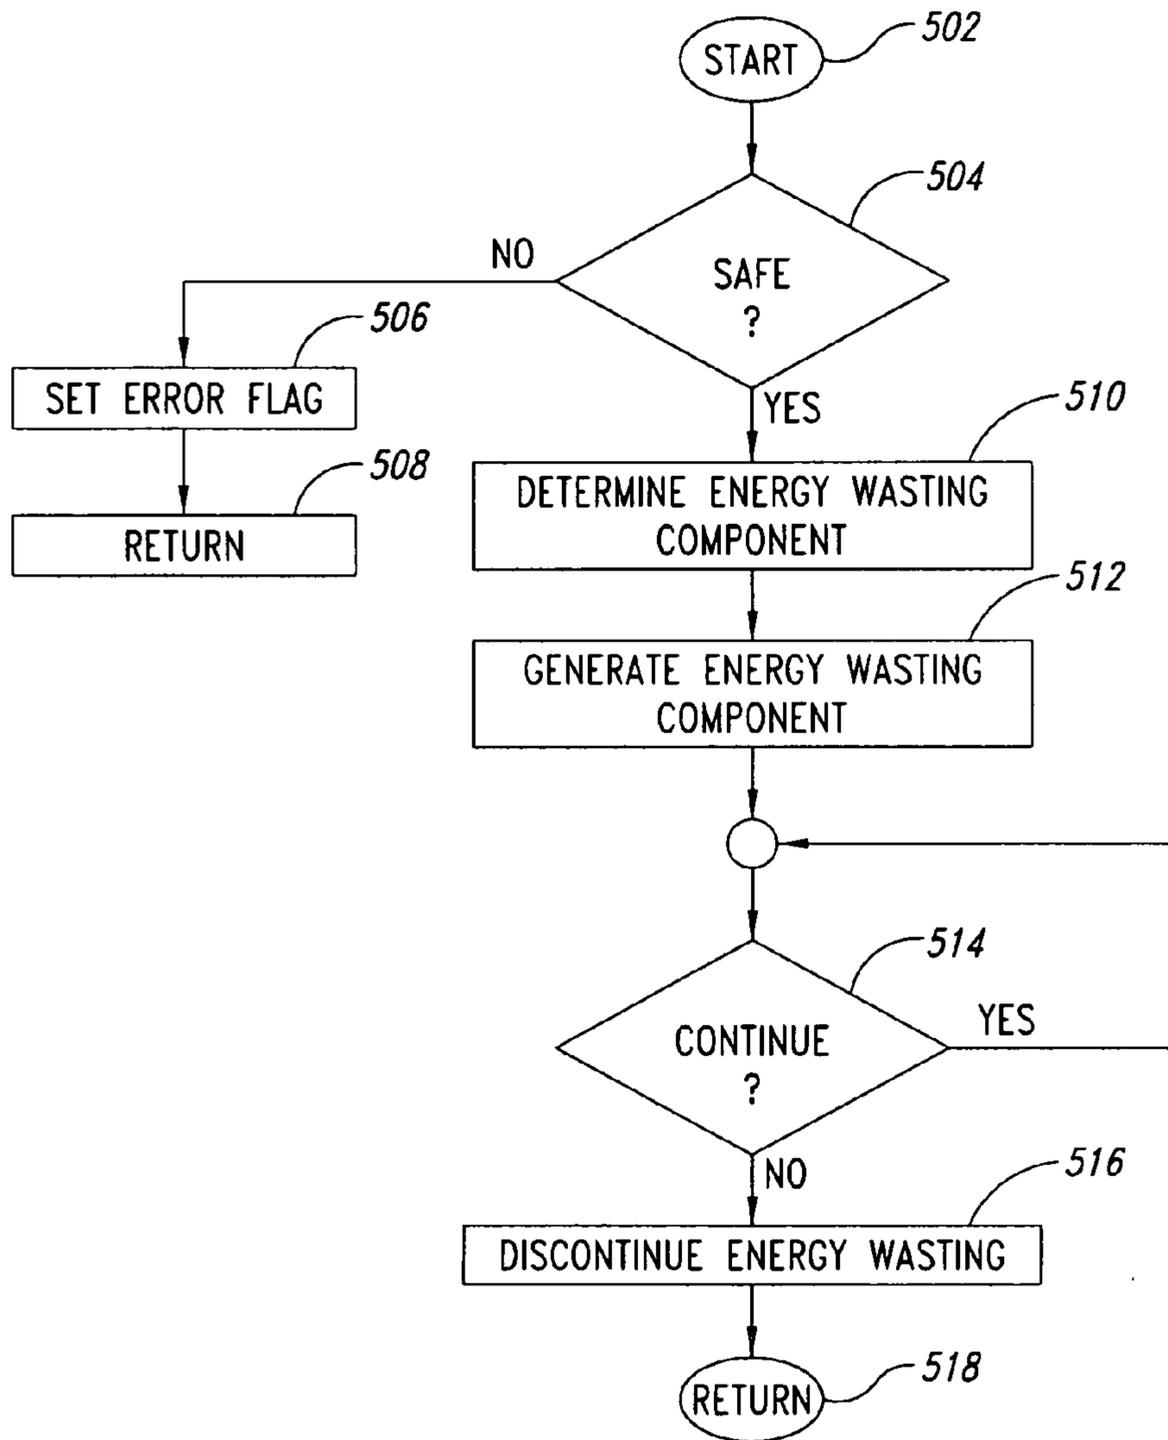 502
START
504
NO
SAFE
?
506
SET ERROR FLAG
YES
510
508
DETERMINE ENERGY WASTING
COMPONENT
RETURN
512
GENERATE ENERGY WASTING
COMPONENT
514
YES
CONTINUE
?
NO
516
DISCONTINUE ENERGY WASTING
518
RETURN